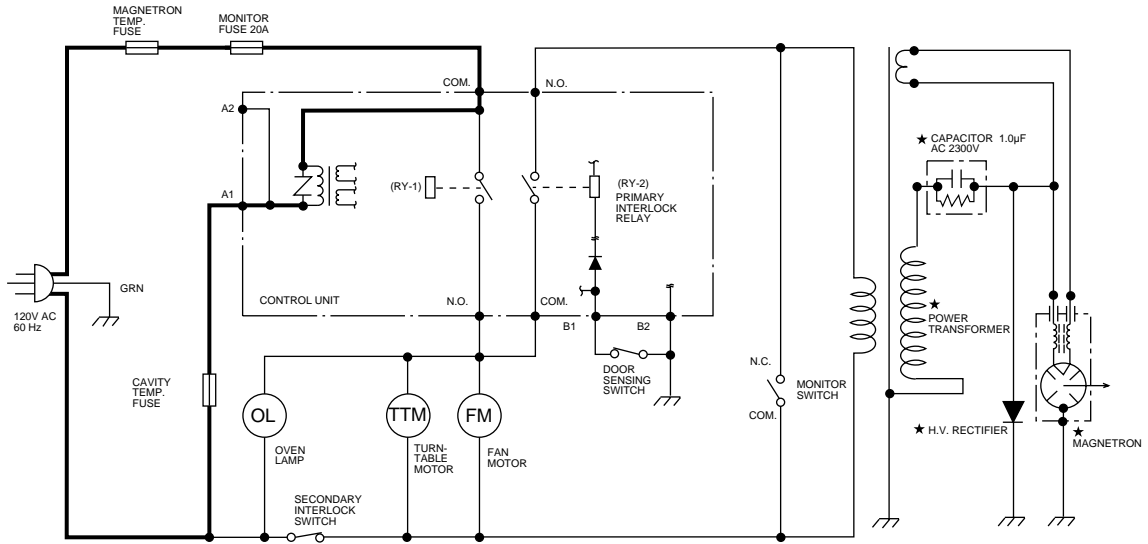 MAGNETRON
TEMP.
FUSE
MONITOR
FUSE 20A
COM.
N.O.
A2
A1
(RY-1)
(RY-2)
PRIMARY
INTERLOCK
RELAY
★ CAPACITOR 1.0µF
AC 2300V
GRN
120V AC
60 Hz
CONTROL UNIT
N.O.
COM.
B1
B2
★
POWER
TRANSFORMER
DOOR
SENSING
SWITCH
N.C.
COM.
MONITOR
SWITCH
CAVITY
TEMP.
FUSE
OL
TTM
FM
OVEN
LAMP
TURN-
TABLE
MOTOR
FAN
MOTOR
★ H.V. RECTIFIER
★
MAGNETRON
SECONDARY
INTERLOCK
SWITCH